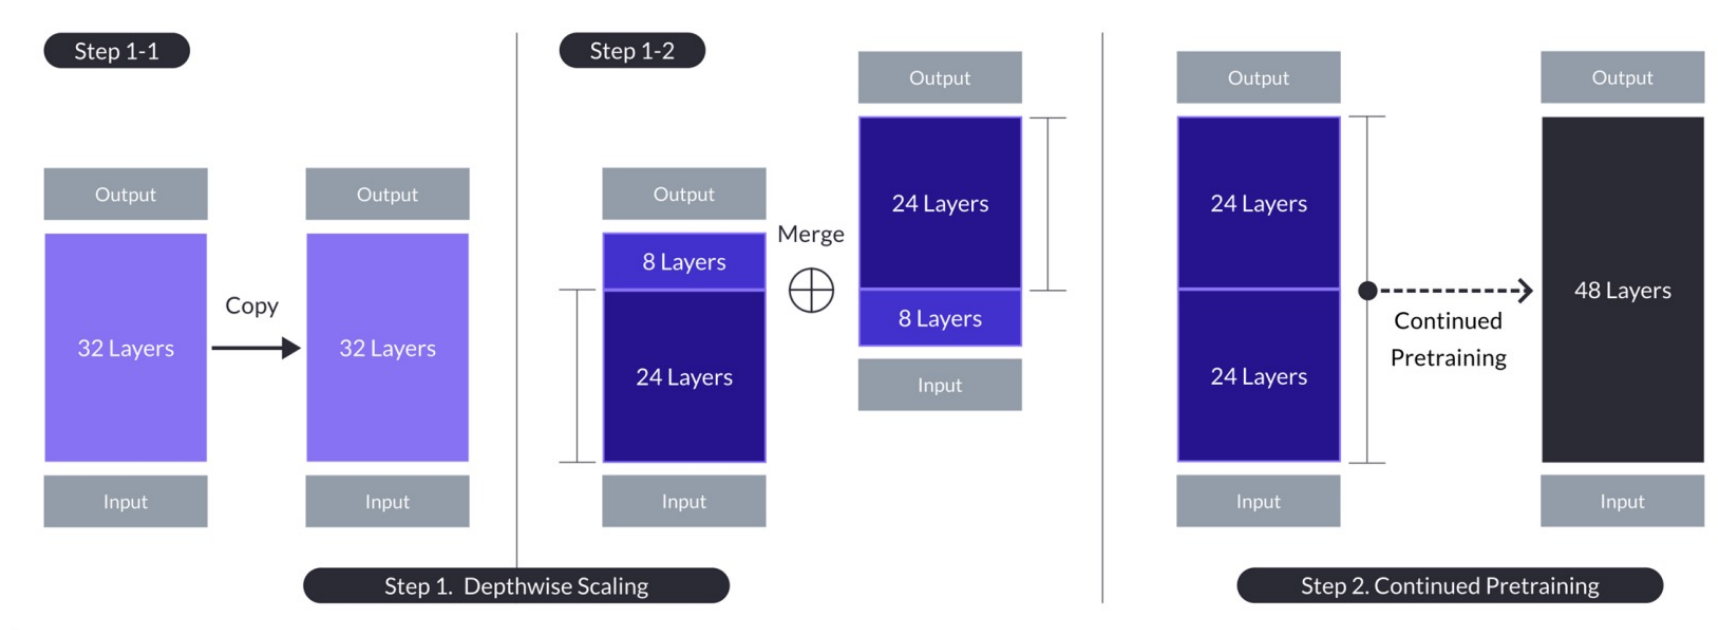 Step 1-1
Output
32 Layers
Input
Copy
Output
32 Layers
Input
Step 1-2
Output
8 Layers
24 Layers
Input
Merge
Output
24 Layers
8 Layers
Input
Step 1. Depthwise Scaling
Output
24 Layers
24 Layers
Input
Continued
Pretraining
Output
48 Layers
Input
Step 2. Continued Pretraining